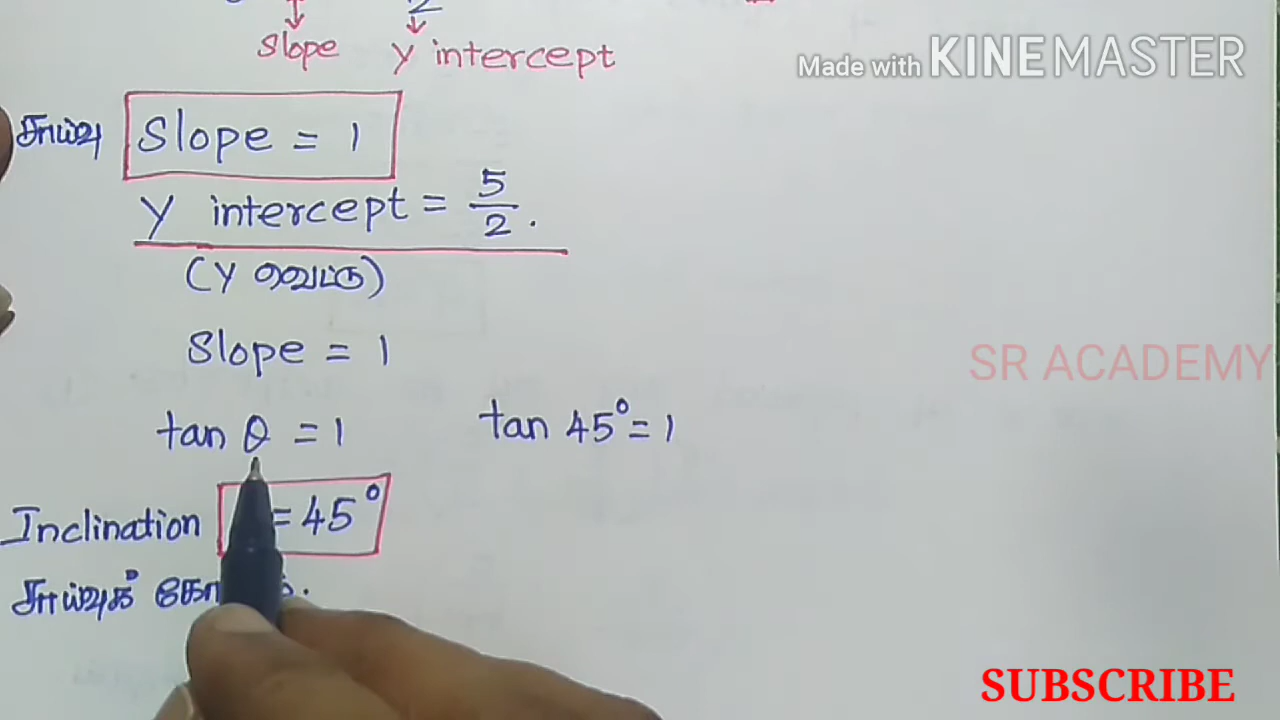 2
Slope Y intercept
Made with KINEMASTER
சாய்வு Slope = 1
Y intercept = 5/2.
(Y வெட்டு)
Slope = 1
SR ACADEMY
tan θ = 1 tan 45° = 1
Inclination = 45°
சாய்வுக்
SUBSCRIBE